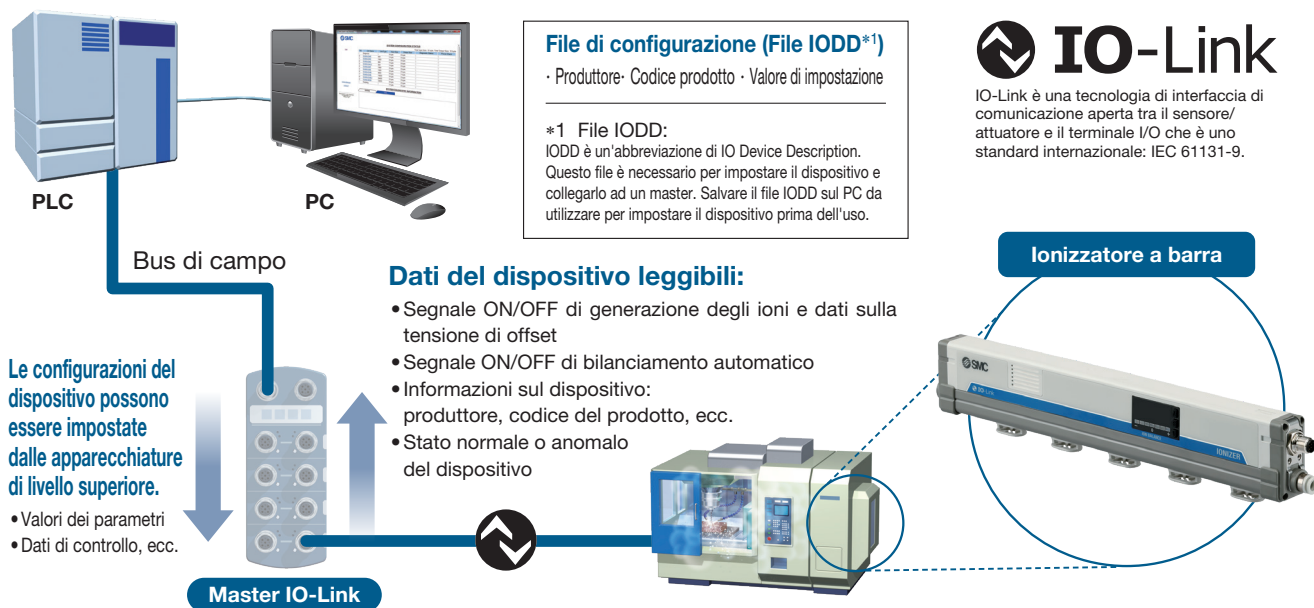 PLC
PC
File di configurazione (File IODD*1)
· Produttore· Codice prodotto · Valore di impostazione
*1 File IODD:
IODD è un'abbreviazione di IO Device Description.
Questo file è necessario per impostare il dispositivo e
collegarlo ad un master. Salvare il file IODD sul PC da
utilizzare per impostare il dispositivo prima dell'uso.
IO-Link
IO-Link è una tecnologia di interfaccia di
comunicazione aperta tra il sensore/
attuatore e il terminale I/O che è uno
standard internazionale: IEC 61131-9.
Bus di campo
Dati del dispositivo leggibili:
•Segnale ON/OFF di generazione degli ioni e dati sulla
tensione di offset
•Segnale ON/OFF di bilanciamento automatico
•Informazioni sul dispositivo:
produttore, codice del prodotto, ecc.
•Stato normale o anomalo
del dispositivo
Le configurazioni del
dispositivo possono
essere impostate
dalle apparecchiature
di livello superiore.
•Valori dei parametri
•Dati di controllo, ecc.
Master IO-Link
Ionizzatore a barra
SMC
IO-Link
IONIZER